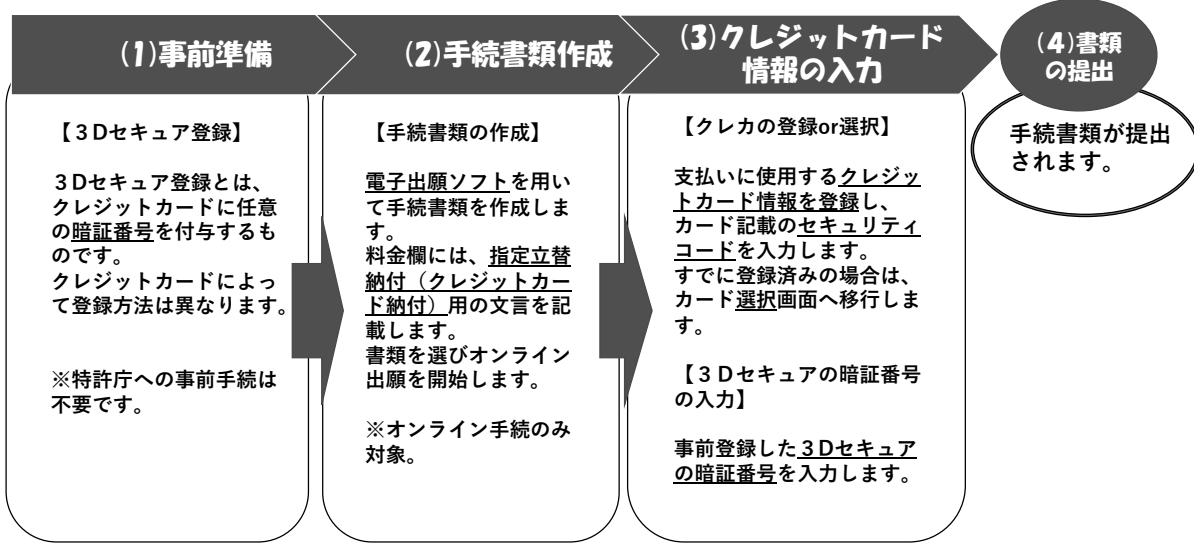 (1)事前準備
【３Dセキュア登録】
３Dセキュア登録とは、
クレジットカードに任意
の暗証番号を付与するも
のです。
クレジットカードによっ
て登録方法は異なります。
※特許庁への事前手続は
不要です。
(2)手続書類作成
【手続書類の作成】
電子出願ソフトを用い
て手続書類を作成しま
す。
料金欄には、指定立替
納付（クレジットカー
ド納付）用の文言を記
載します。
書類を選びオンライン
出願を開始します。
※オンライン手続のみ
対象。
(3)クレジットカード
情報の入力
【クレカの登録or選択】
支払いに使用するクレジッ
トカード情報を登録し、
カード記載のセキュリティ
コードを入力します。
すでに登録済みの場合は、
カード選択画面へ移行しま
す。
【３Ｄセキュアの暗証番号
の入力】
事前登録した３Dセキュア
の暗証番号を入力します。
(4)書類
の提出
手続書類が提出
されます。